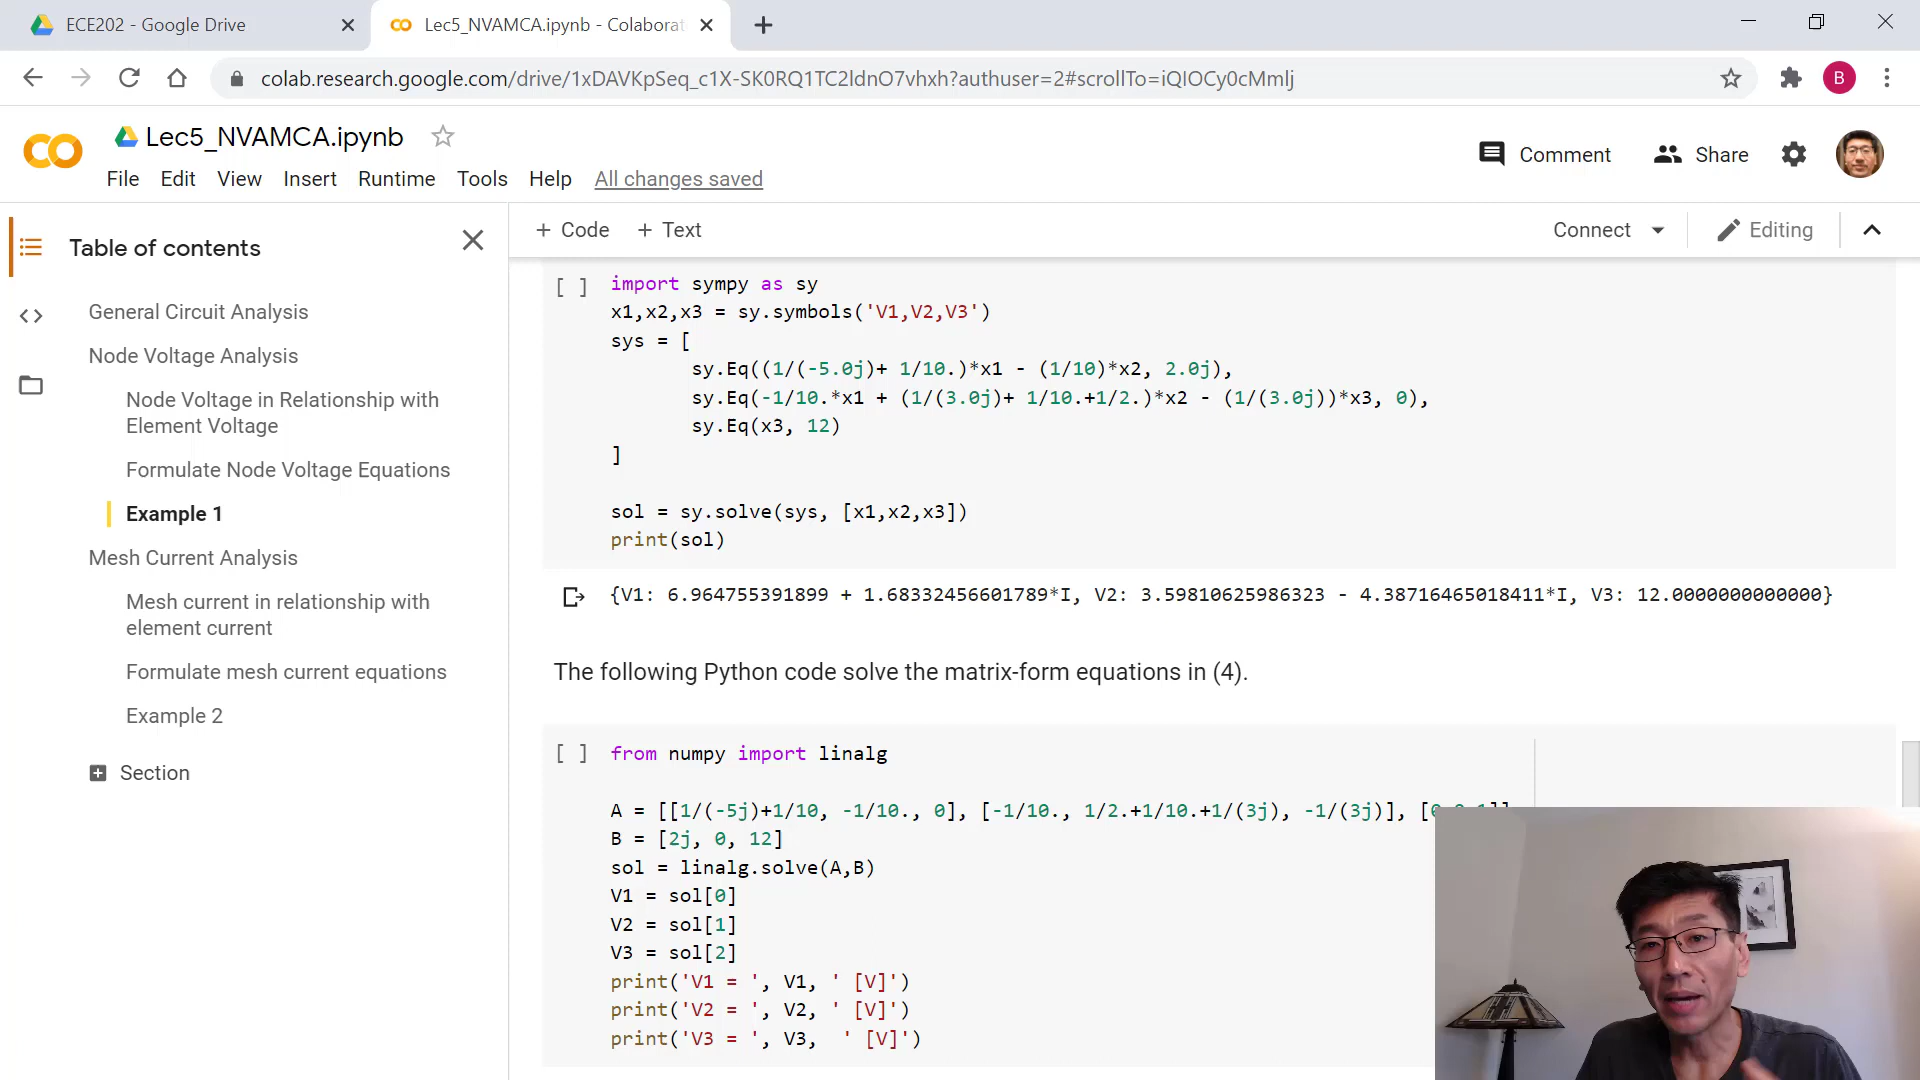 ECE202 - Google Drive
Lec5_NVAMCA.ipynb - Colaborat
colab.research.google.com/drive/1xDAVKpSeq_c1X-SK0RQ1TC2ldnO7vhxh?authuser=2#scrollTo=iQIOCy0cMmlj
B
Lec5_NVAMCA.ipynb
Comment
Share
File Edit View Insert Runtime Tools Help All changes saved
Table of contents
+ Code + Text
Connect
Editing
General Circuit Analysis
Node Voltage Analysis
Node Voltage in Relationship with
Element Voltage
Formulate Node Voltage Equations
Example 1
Mesh Current Analysis
Mesh current in relationship with
element current
Formulate mesh current equations
Example 2
Section
[ ] import sympy as sy
x1,x2,x3 = sy.symbols('V1,V2,V3')
sys = [
sy.Eq((1/(-5.0j)+ 1/10.)*x1 - (1/10)*x2, 2.0j),
sy.Eq(-1/10.*x1 + (1/(3.0j)+ 1/10.+1/2.)*x2 - (1/(3.0j))*x3, 0),
sy.Eq(x3, 12)
]
sol = sy.solve(sys, [x1,x2,x3])
print(sol)
{V1: 6.964755391899 + 1.68332456601789*I, V2: 3.59810625986323 - 4.38716465018411*I, V3: 12.0000000000000}
The following Python code solve the matrix-form equations in (4).
[ ] from numpy import linalg
A = [[1/(-5j)+1/10, -1/10., 0], [-1/10., 1/2.+1/10.+1/(3j), -1/(3j)], [
B = [2j, 0, 12]
sol = linalg.solve(A,B)
V1 = sol[0]
V2 = sol[1]
V3 = sol[2]
print('V1 = ', V1, ' [V]')
print('V2 = ', V2, ' [V]')
print('V3 = ', V3,  ' [V]')